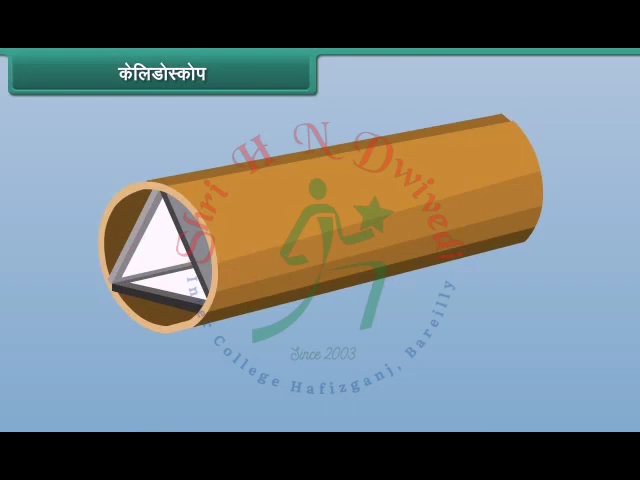 केलिडोस्कोप
Shri H N Dwivedi
Since 2003
Inter College Hafizganj, Bareilly